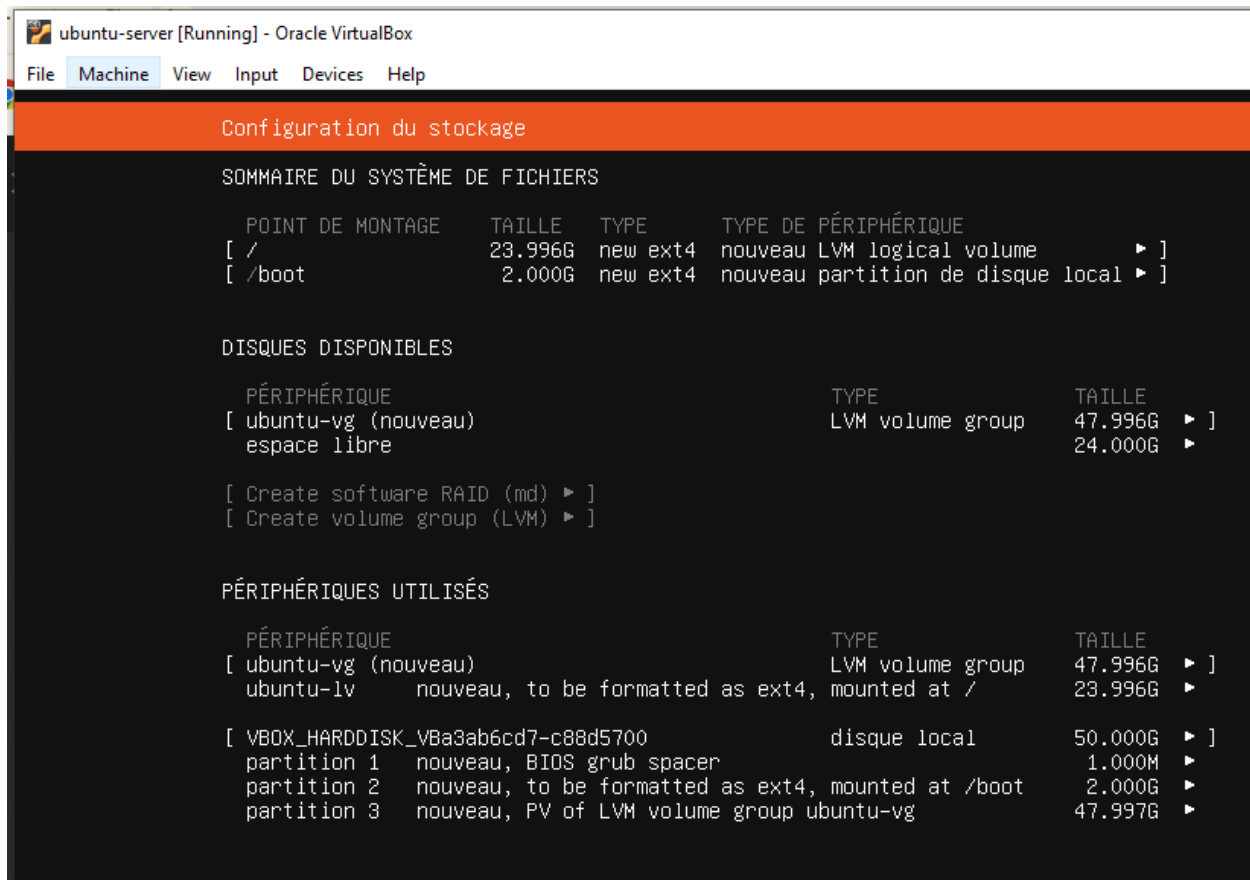 ubuntu-server [Running] - Oracle VirtualBox
File Machine View Input Devices Help
Configuration du stockage
SOMMAIRE DU SYSTÈME DE FICHIERS
POINT DE MONTAGE TAILLE TYPE TYPE DE PÉRIPHÉRIQUE
[ / 23.996G new ext4 nouveau LVM logical volume ▸ ]
[ /boot 2.000G new ext4 nouveau partition de disque local ▸ ]
DISQUES DISPONIBLES
PÉRIPHÉRIQUE TYPE TAILLE
[ ubuntu-vg (nouveau) LVM volume group 47.996G ▸ ]
espace libre 24.000G ▸
[ Create software RAID (md) ▸ ]
[ Create volume group (LVM) ▸ ]
PÉRIPHÉRIQUES UTILISÉS
PÉRIPHÉRIQUE TYPE TAILLE
[ ubuntu-vg (nouveau) LVM volume group 47.996G ▸ ]
ubuntu-lv nouveau, to be formatted as ext4, mounted at / 23.996G ▸
[ VBOX_HARDDISK_VBa3ab6cd7-c88d5700 disque local 50.000G ▸ ]
partition 1 nouveau, BIOS grub spacer 1.000M ▸
partition 2 nouveau, to be formatted as ext4, mounted at /boot 2.000G ▸
partition 3 nouveau, PV of LVM volume group ubuntu-vg 47.997G ▸